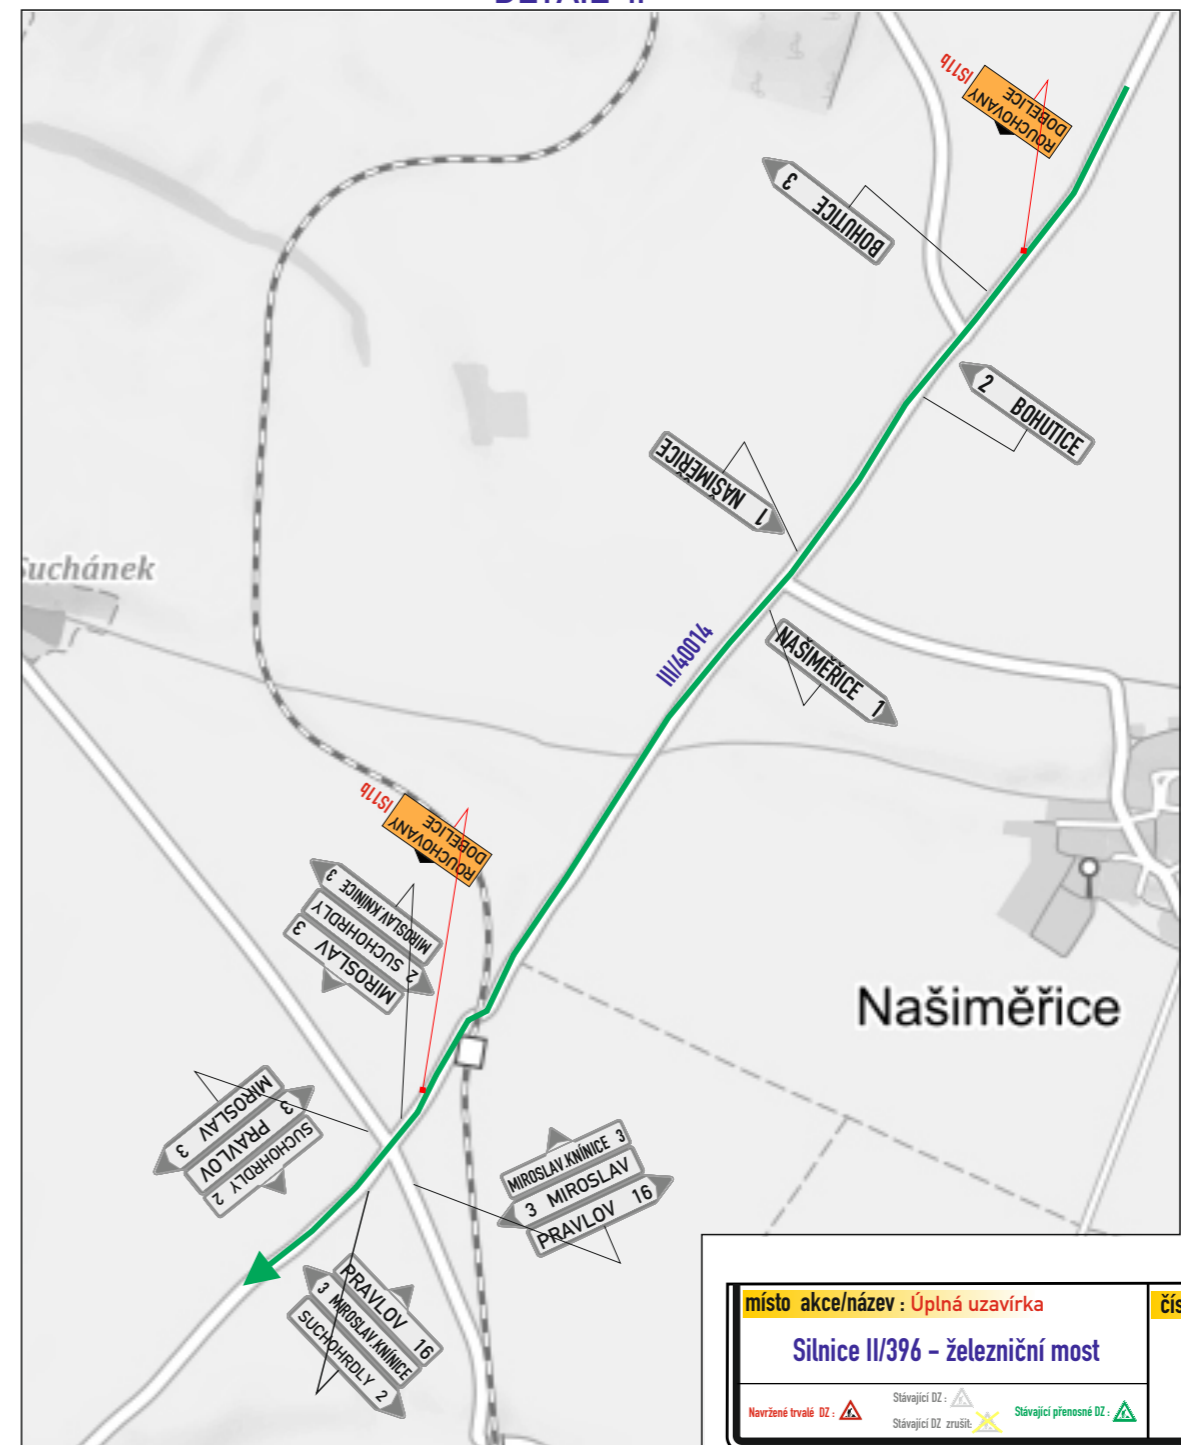 IS11b
ROUCHOVANY
DOBELICE
3 BOHUTICE
2 BOHUTICE
NAŠIMĚŘICE 1
NAŠIMĚŘICE 1
III/40014
Suchánek
IS11b
ROUCHOVANY
DOBELICE
MIROSLAV.KNÍNICE 3
2 SUCHOHRDLY
MIROSLAV 3
Našiměřice
MIROSLAV 3
3 PRAVLOV
SUCHOHRDLY 2
MIROSLAV.KNÍNICE 3
3 MIROSLAV
PRAVLOV 16
PRAVLOV 16
3 MIROSLAV.KNÍNICE
SUCHOHRDLY 2
místo akce/název : Úplná uzavírka
čís
Silnice II/396 - železniční most
Navržené trvalé DZ :
Stávající DZ :
Stávající DZ zrušit:
Stávající přenosné DZ :